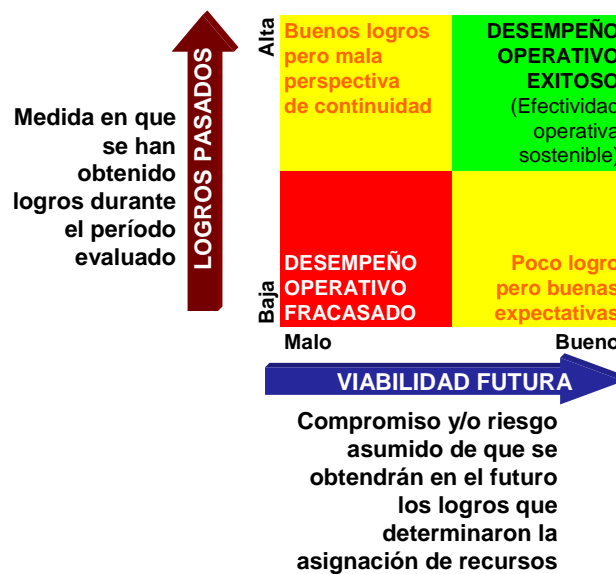 Medida en que
se han
obtenido
logros durante
el período
evaluado
LOGROS PASADOS
Alta
Baja
Buenos logros
pero mala
perspectiva
de continuidad
DESEMPEÑO
OPERATIVO
EXITOSO
(Efectividad
operativa
sostenible)
DESEMPEÑO
OPERATIVO
FRACASADO
Poco logro
pero buenas
expectativas
Malo
Bueno
VIABILIDAD FUTURA
Compromiso y/o riesgo
asumido de que se
obtendrán en el futuro
los logros que
determinaron la
asignación de recursos